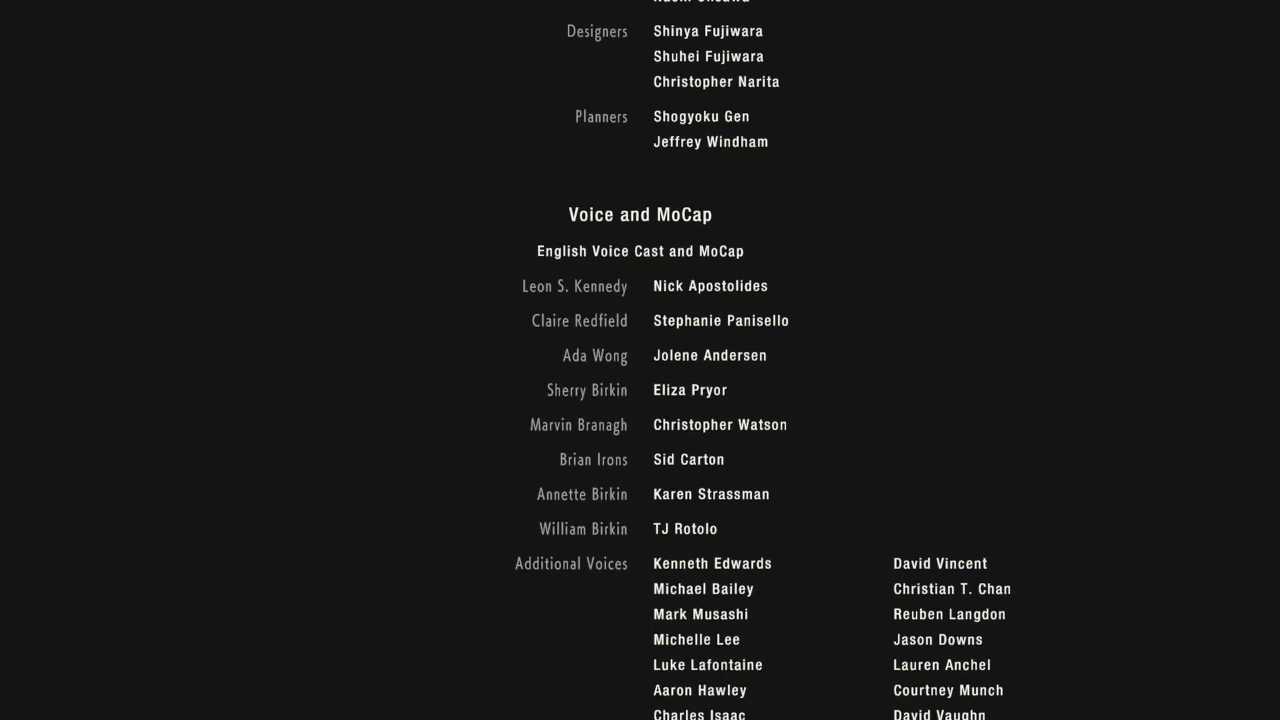 Designers Shinya Fujiwara
Shuhei Fujiwara
Christopher Narita
Planners Shogyoku Gen
Jeffrey Windham
Voice and MoCap
English Voice Cast and MoCap
Leon S. Kennedy Nick Apostolides
Claire Redfield Stephanie Panisello
Ada Wong Jolene Andersen
Sherry Birkin Eliza Pryor
Marvin Branagh Christopher Watson
Brian Irons Sid Carton
Annette Birkin Karen Strassman
William Birkin TJ Rotolo
Additional Voices Kenneth Edwards David Vincent
Michael Bailey Christian T. Chan
Mark Musashi Reuben Langdon
Michelle Lee Jason Downs
Luke Lafontaine Lauren Anchel
Aaron Hawley Courtney Munch
Charles Isaac David Vaughn